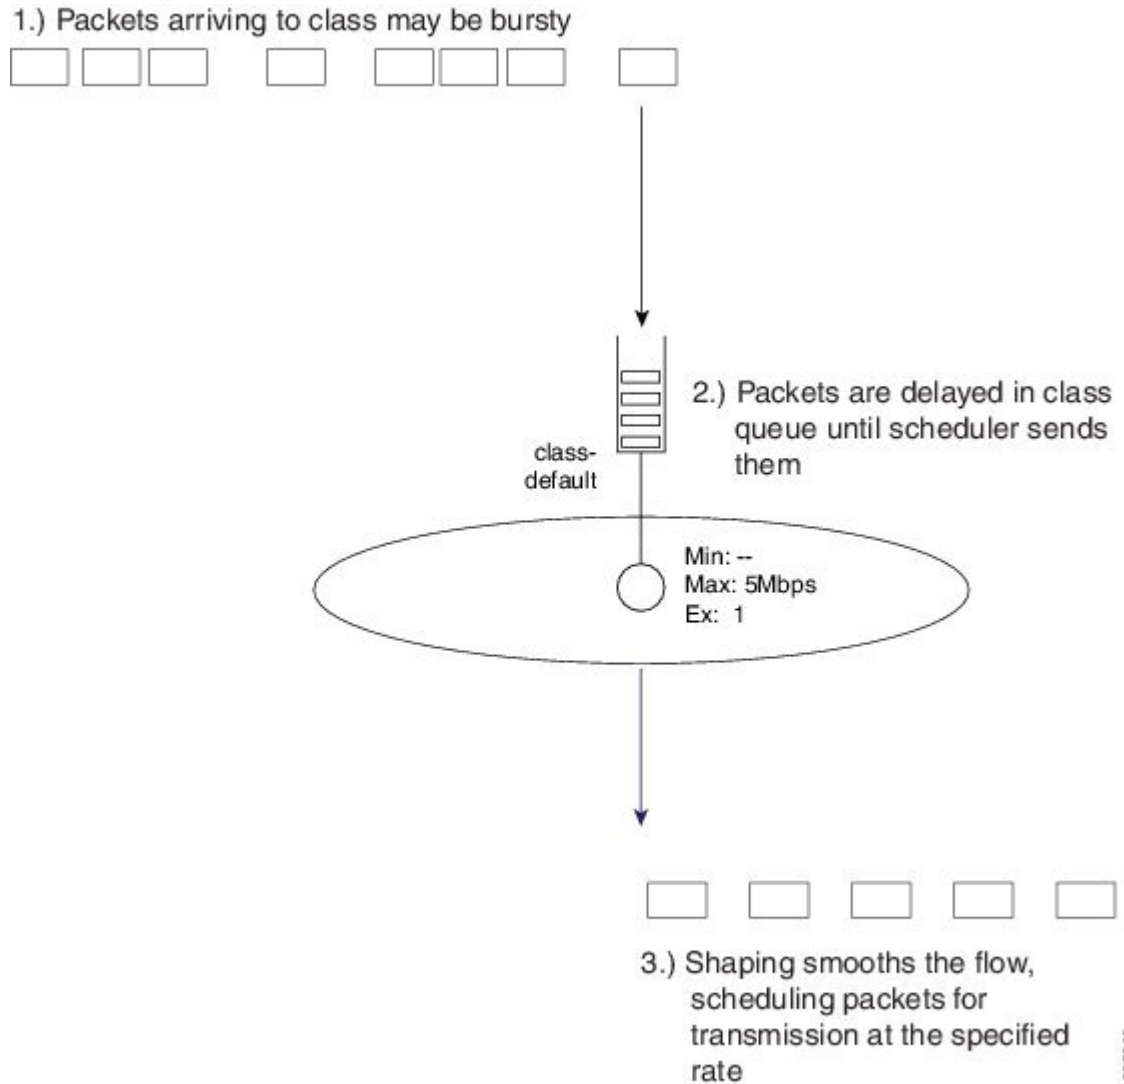 1.) Packets arriving to class may be bursty
2.) Packets are delayed in class
queue until scheduler sends
them
class-
default
Min: --
Max: 5Mbps
Ex: 1
3.) Shaping smooths the flow,
scheduling packets for
transmission at the specified
rate